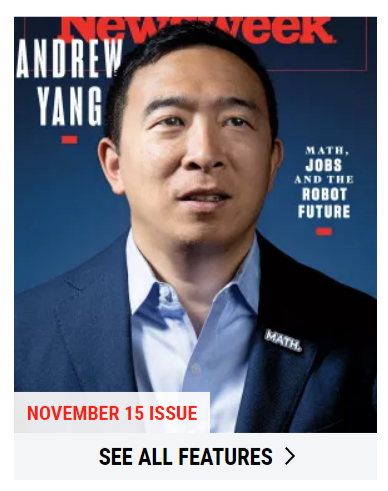 Newsweek
ANDREW
YANG
MATH,
JOBS
AND THE
ROBOT
FUTURE
MATH.
NOVEMBER 15 ISSUE
SEE ALL FEATURES >